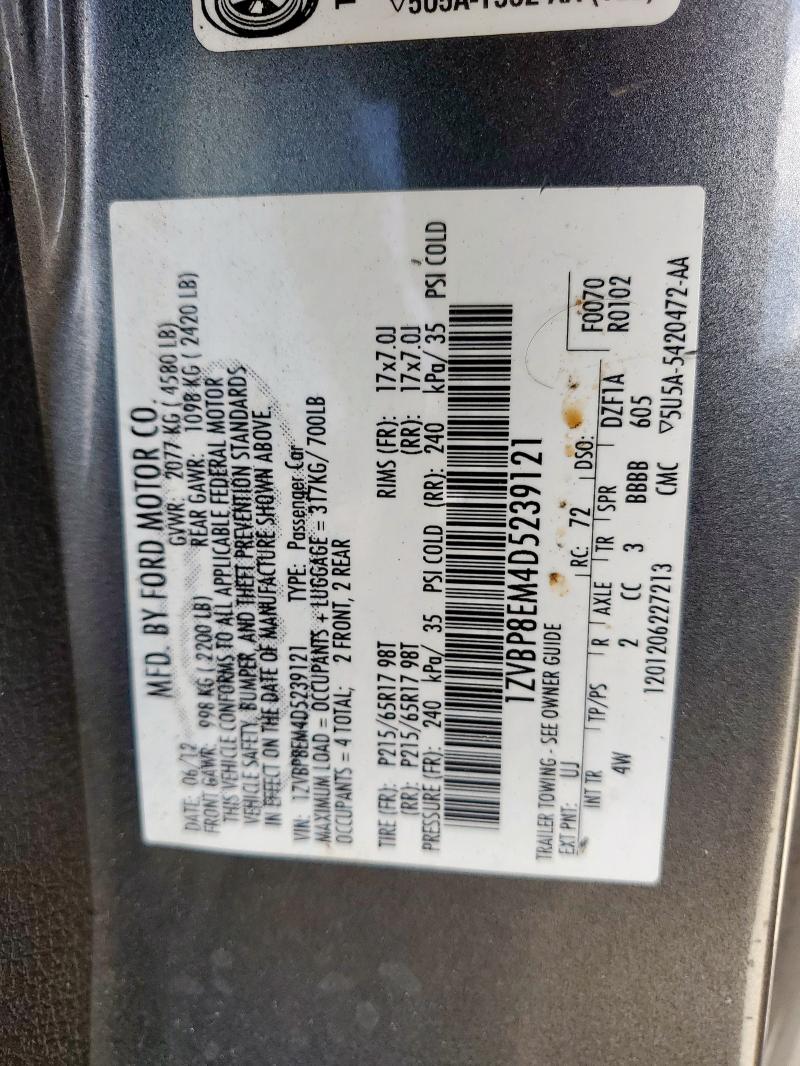 MFD. BY FORD MOTOR CO.
DATE: 06/12 GVWR: 2077 KG ( 4580 LB)
FRONT GAWR: 998 KG ( 2200 LB) REAR GAWR: 1098 KG ( 2420 LB)
THIS VEHICLE CONFORMS TO ALL APPLICABLE FEDERAL MOTOR
VEHICLE SAFETY, BUMPER, AND THEFT PREVENTION STANDARDS
IN EFFECT ON THE DATE OF MANUFACTURE SHOWN ABOVE.
VIN: 1ZVBP8EM4D5239121 TYPE: Passenger Car
MAXIMUM LOAD = OCCUPANTS + LUGGAGE = 317KG/ 700LB
OCCUPANTS = 4 TOTAL; 2 FRONT, 2 REAR
TIRE (FR): P215/65R17 98T RIMS (FR): 17x7.0J
(RR): P215/65R17 98T (RR): 17x7.0J
PRESSURE (FR): 240 kPa/ 35 PSI COLD (RR): 240 kPa/ 35 PSI COLD
1ZVBP8EM4D5239121
TRAILER TOWING - SEE OWNER GUIDE
F0070
EXT PNT: UJ RC: 72 DSO: R0102
INT TR TP/PS R AXLE TR SPR DZF1A
4W 2 CC 3 BBBB 605
1201206227213 CMC ▽5U5A-5420472-AA